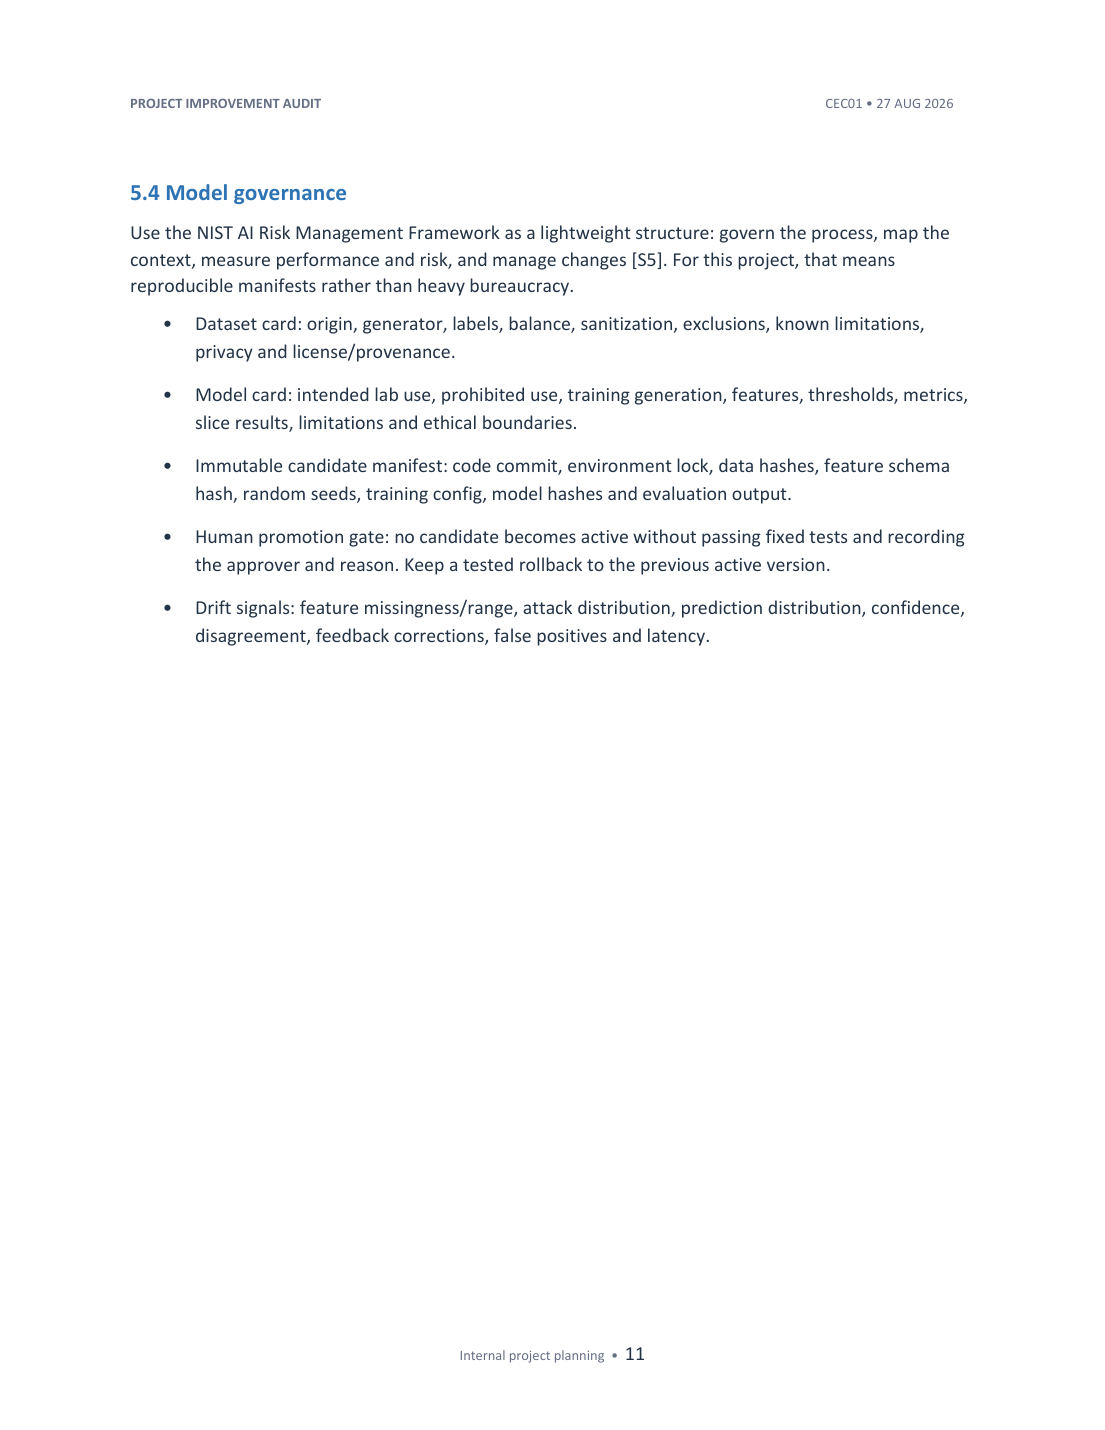 PROJECT IMPROVEMENT AUDIT
CEC01 • 27 AUG 2026
5.4 Model governance
Use the NIST AI Risk Management Framework as a lightweight structure: govern the process, map the
context, measure performance and risk, and manage changes [S5]. For this project, that means
reproducible manifests rather than heavy bureaucracy.
• Dataset card: origin, generator, labels, balance, sanitization, exclusions, known limitations,
privacy and license/provenance.
• Model card: intended lab use, prohibited use, training generation, features, thresholds, metrics,
slice results, limitations and ethical boundaries.
• Immutable candidate manifest: code commit, environment lock, data hashes, feature schema
hash, random seeds, training config, model hashes and evaluation output.
• Human promotion gate: no candidate becomes active without passing fixed tests and recording
the approver and reason. Keep a tested rollback to the previous active version.
• Drift signals: feature missingness/range, attack distribution, prediction distribution, confidence,
disagreement, feedback corrections, false positives and latency.
Internal project planning • 11